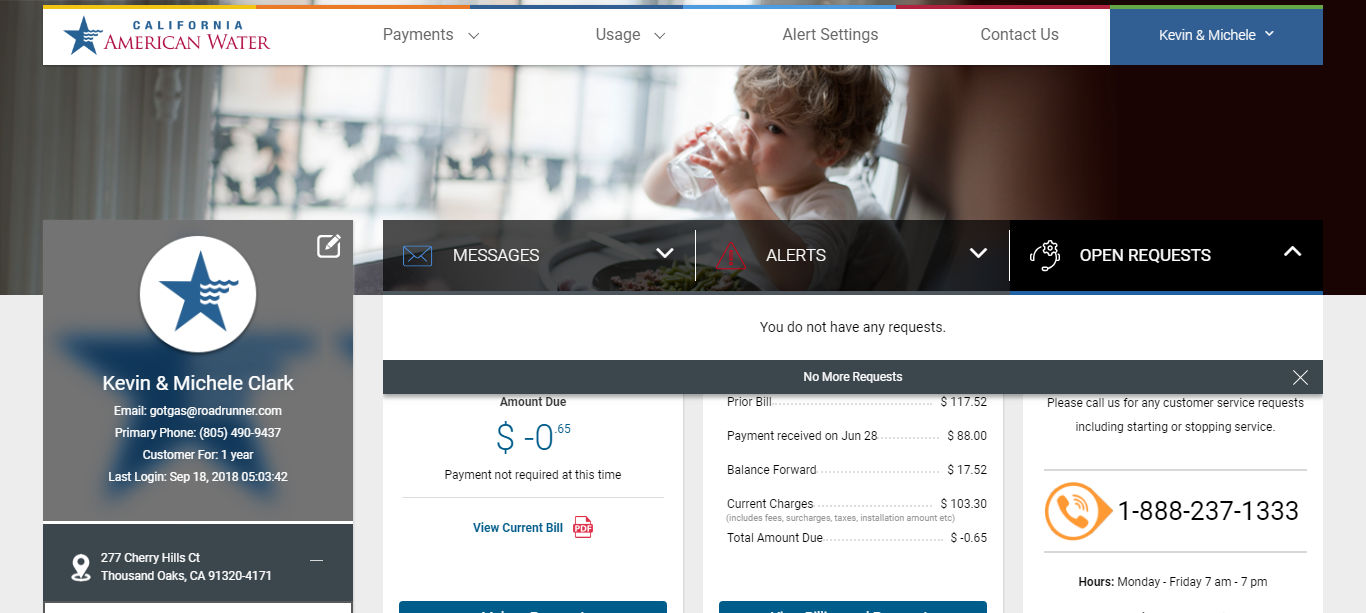 CALIFORNIA
AMERICAN WATER
Payments
Usage
Alert Settings
Contact Us
Kevin & Michele
MESSAGES
ALERTS
OPEN REQUESTS
You do not have any requests.
No More Requests
Kevin & Michele Clark
Email: gotgas@roadrunner.com
Primary Phone: (805) 490-9437
Customer For: 1 year
Last Login: Sep 18, 2018 05:03:42
277 Cherry Hills Ct
Thousand Oaks, CA 91320-4171
Amount Due
$ -0.65
Payment not required at this time
View Current Bill PDF
Prior Bill $ 117.52
Payment received on Jun 28 $ 88.00
Balance Forward $ 17.52
Current Charges $ 103.30
(includes fees, surcharges, taxes, installation amount etc)
Total Amount Due $ -0.65
Please call us for any customer service requests
including starting or stopping service.
1-888-237-1333
Hours: Monday - Friday 7 am - 7 pm